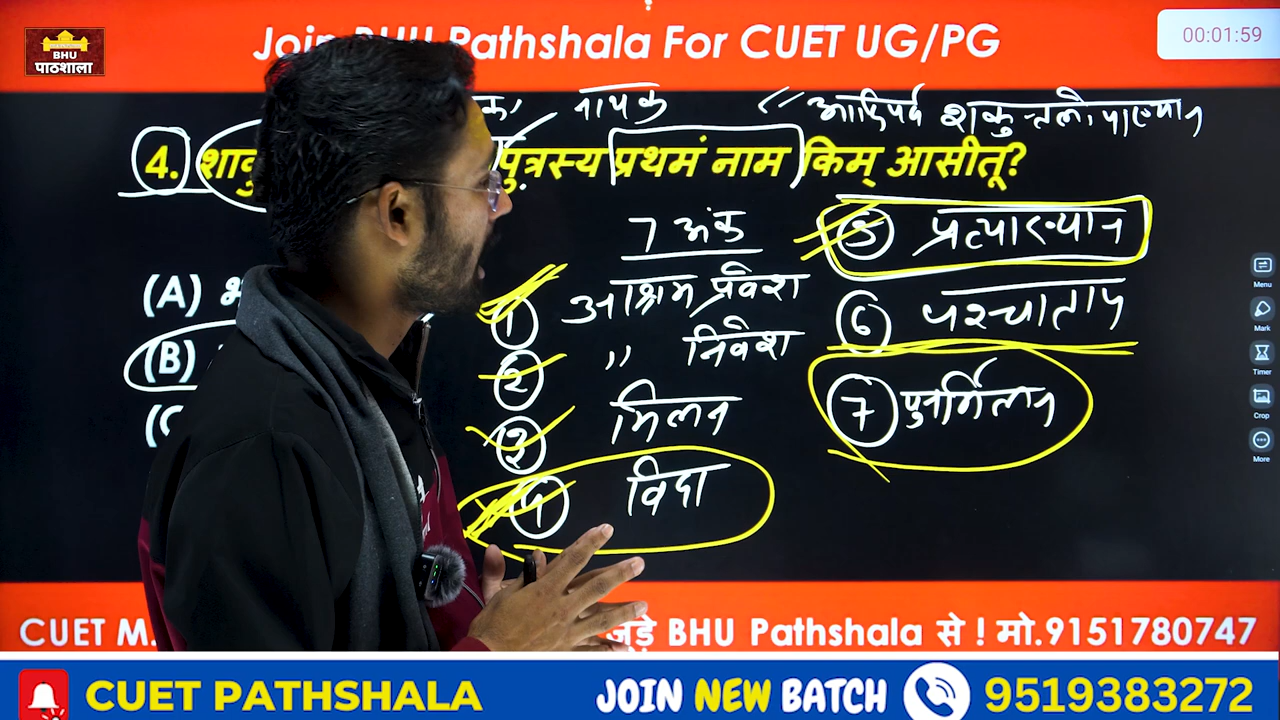 BHU
पाठशाला
Join BHU Pathshala For CUET UG/PG
00:01:59
नायक आदिपर्व शकुन्तलोपाख्यान
4. शाकु पुत्रस्य प्रथमं नाम किम् आसीत्?
7 अंक
5 प्रत्याख्यान
(A)
1 आश्रम प्रवेश
6 पश्चाताप
(B)
2 " निवेश
3 मिलन
7 पुनर्मिलन
4 विदा
Menu
Mark
Timer
Crop
More
CUET M. जुड़े BHU Pathshala से ! मो.9151780747
CUET PATHSHALA
JOIN NEW BATCH
9519383272